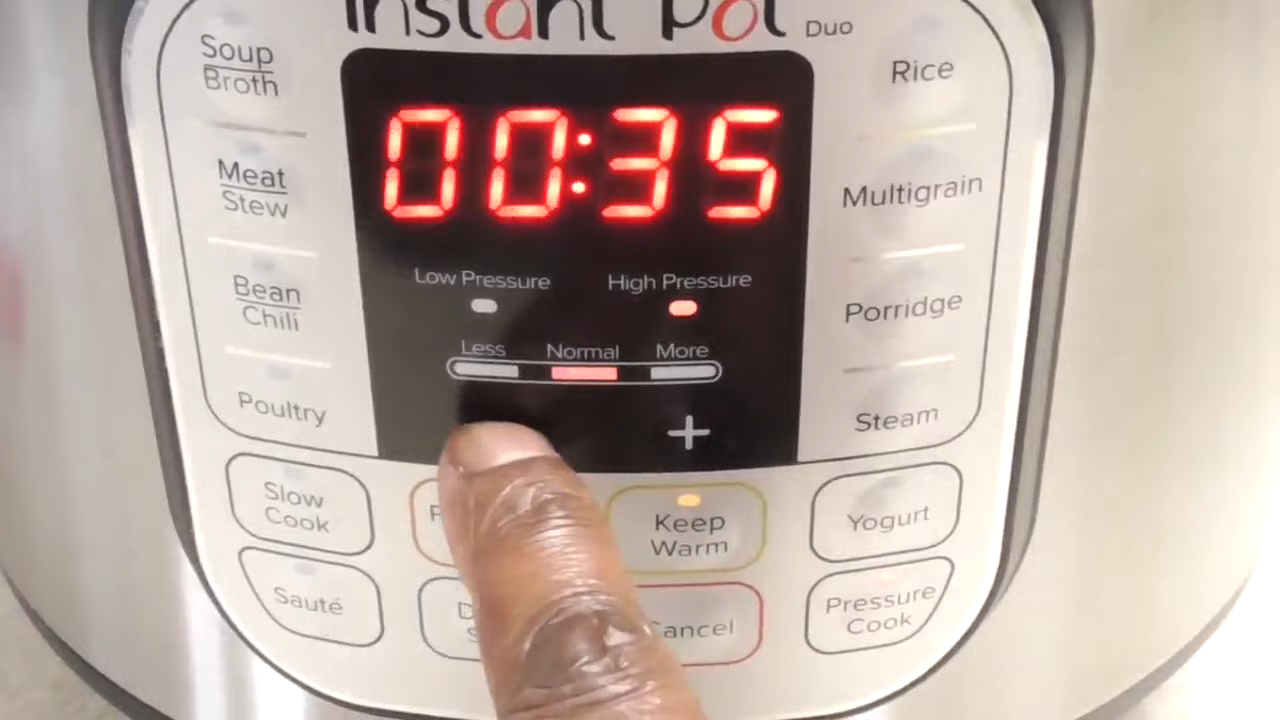 Instant Pot Duo
Soup
Broth
Meat
Stew
Bean
Chili
Poultry
00:35
Low Pressure
High Pressure
Less
Normal
More
+
Rice
Multigrain
Porridge
Steam
Slow
Cook
Sauté
Keep
Warm
Cancel
Yogurt
Pressure
Cook